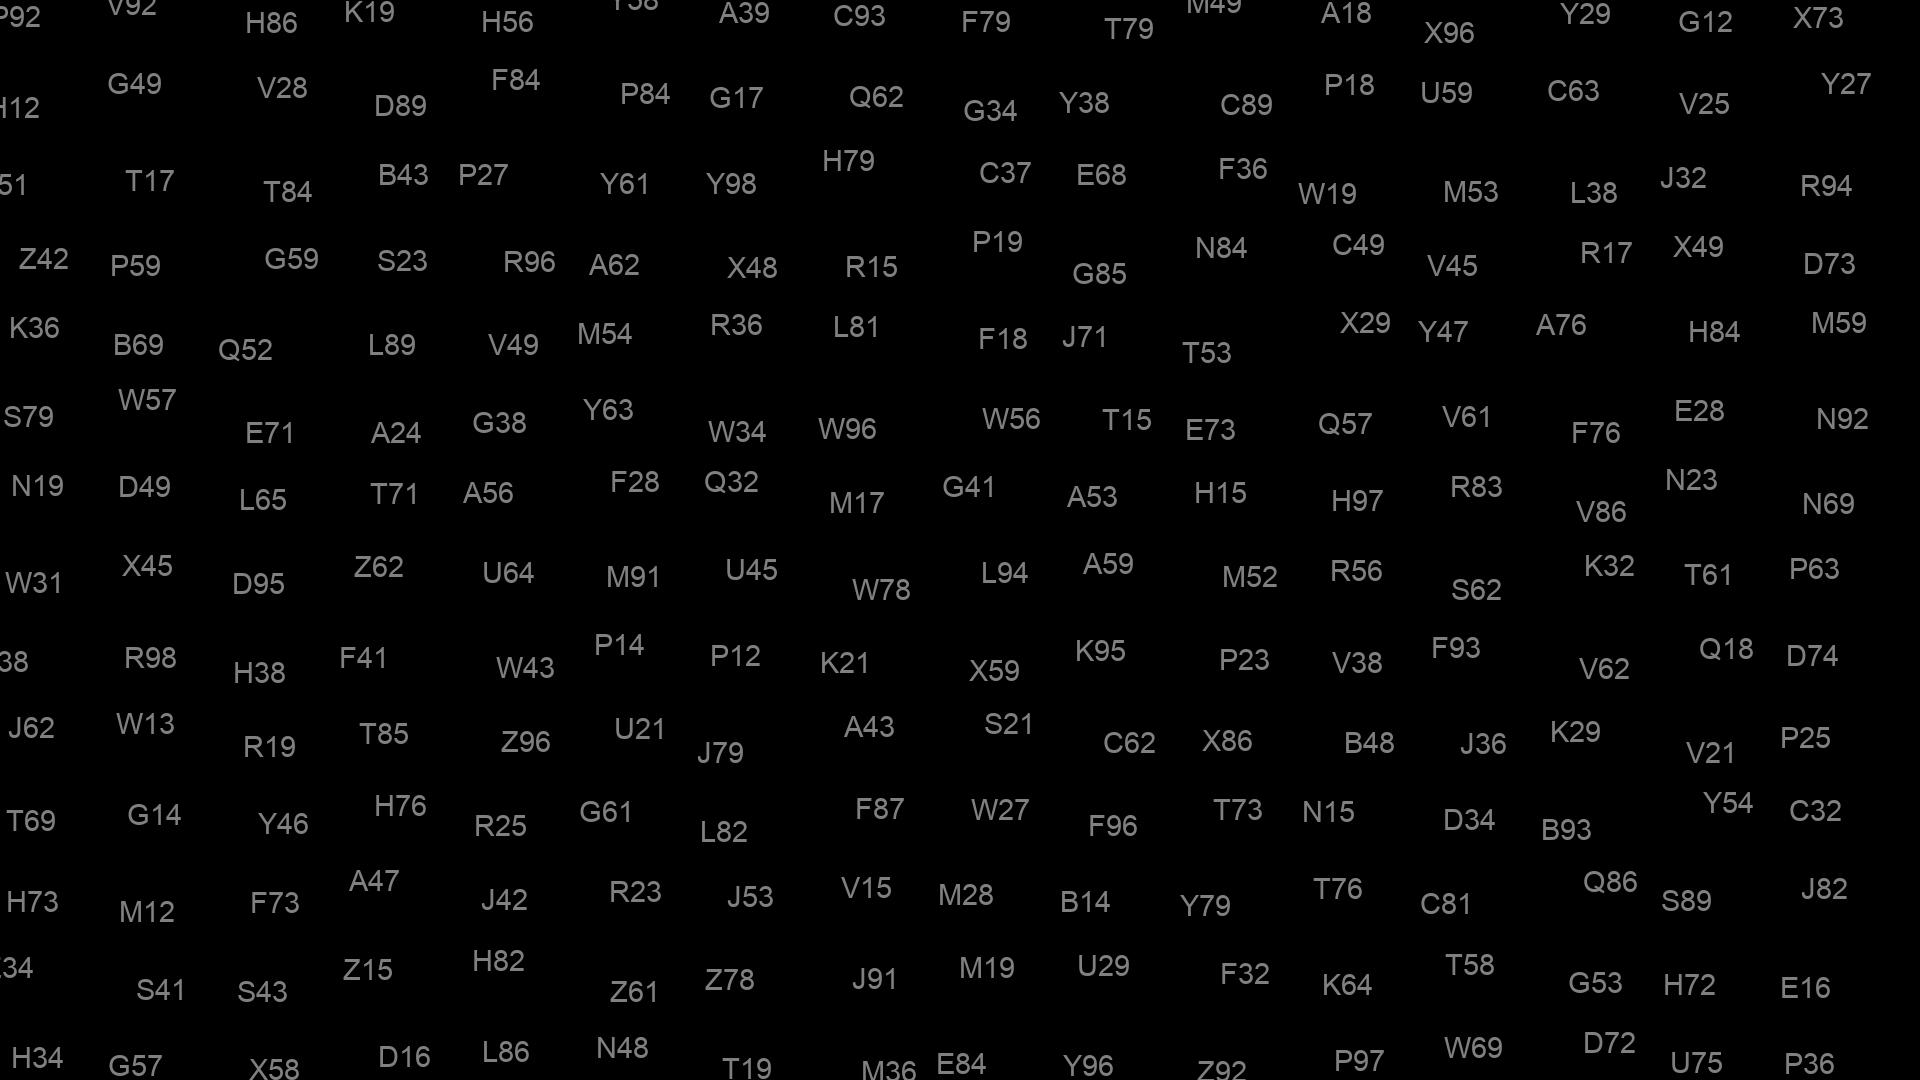 P92 V92 H86 K19 H56 Y58 A39 C93 F79 T79 M49 A18 X96 Y29 G12 X73
H12 G49 V28 D89 F84 P84 G17 Q62 G34 Y38 C89 P18 U59 C63 V25 Y27
51 T17 T84 B43 P27 Y61 Y98 H79 C37 E68 F36 W19 M53 L38 J32 R94
Z42 P59 G59 S23 R96 A62 X48 R15 P19 G85 N84 C49 V45 R17 X49 D73
K36 B69 Q52 L89 V49 M54 R36 L81 F18 J71 T53 X29 Y47 A76 H84 M59
S79 W57 E71 A24 G38 Y63 W34 W96 W56 T15 E73 Q57 V61 F76 E28 N92
N19 D49 L65 T71 A56 F28 Q32 M17 G41 A53 H15 H97 R83 V86 N23 N69
W31 X45 D95 Z62 U64 M91 U45 W78 L94 A59 M52 R56 S62 K32 T61 P63
38 R98 H38 F41 W43 P14 P12 K21 X59 K95 P23 V38 F93 V62 Q18 D74
J62 W13 R19 T85 Z96 U21 J79 A43 S21 C62 X86 B48 J36 K29 V21 P25
T69 G14 Y46 H76 R25 G61 L82 F87 W27 F96 T73 N15 D34 B93 Y54 C32
H73 M12 F73 A47 J42 R23 J53 V15 M28 B14 Y79 T76 C81 Q86 S89 J82
34 S41 S43 Z15 H82 Z61 Z78 J91 M19 U29 F32 K64 T58 G53 H72 E16
H34 G57 X58 D16 L86 N48 T19 M36 E84 Y96 Z92 P97 W69 D72 U75 P36